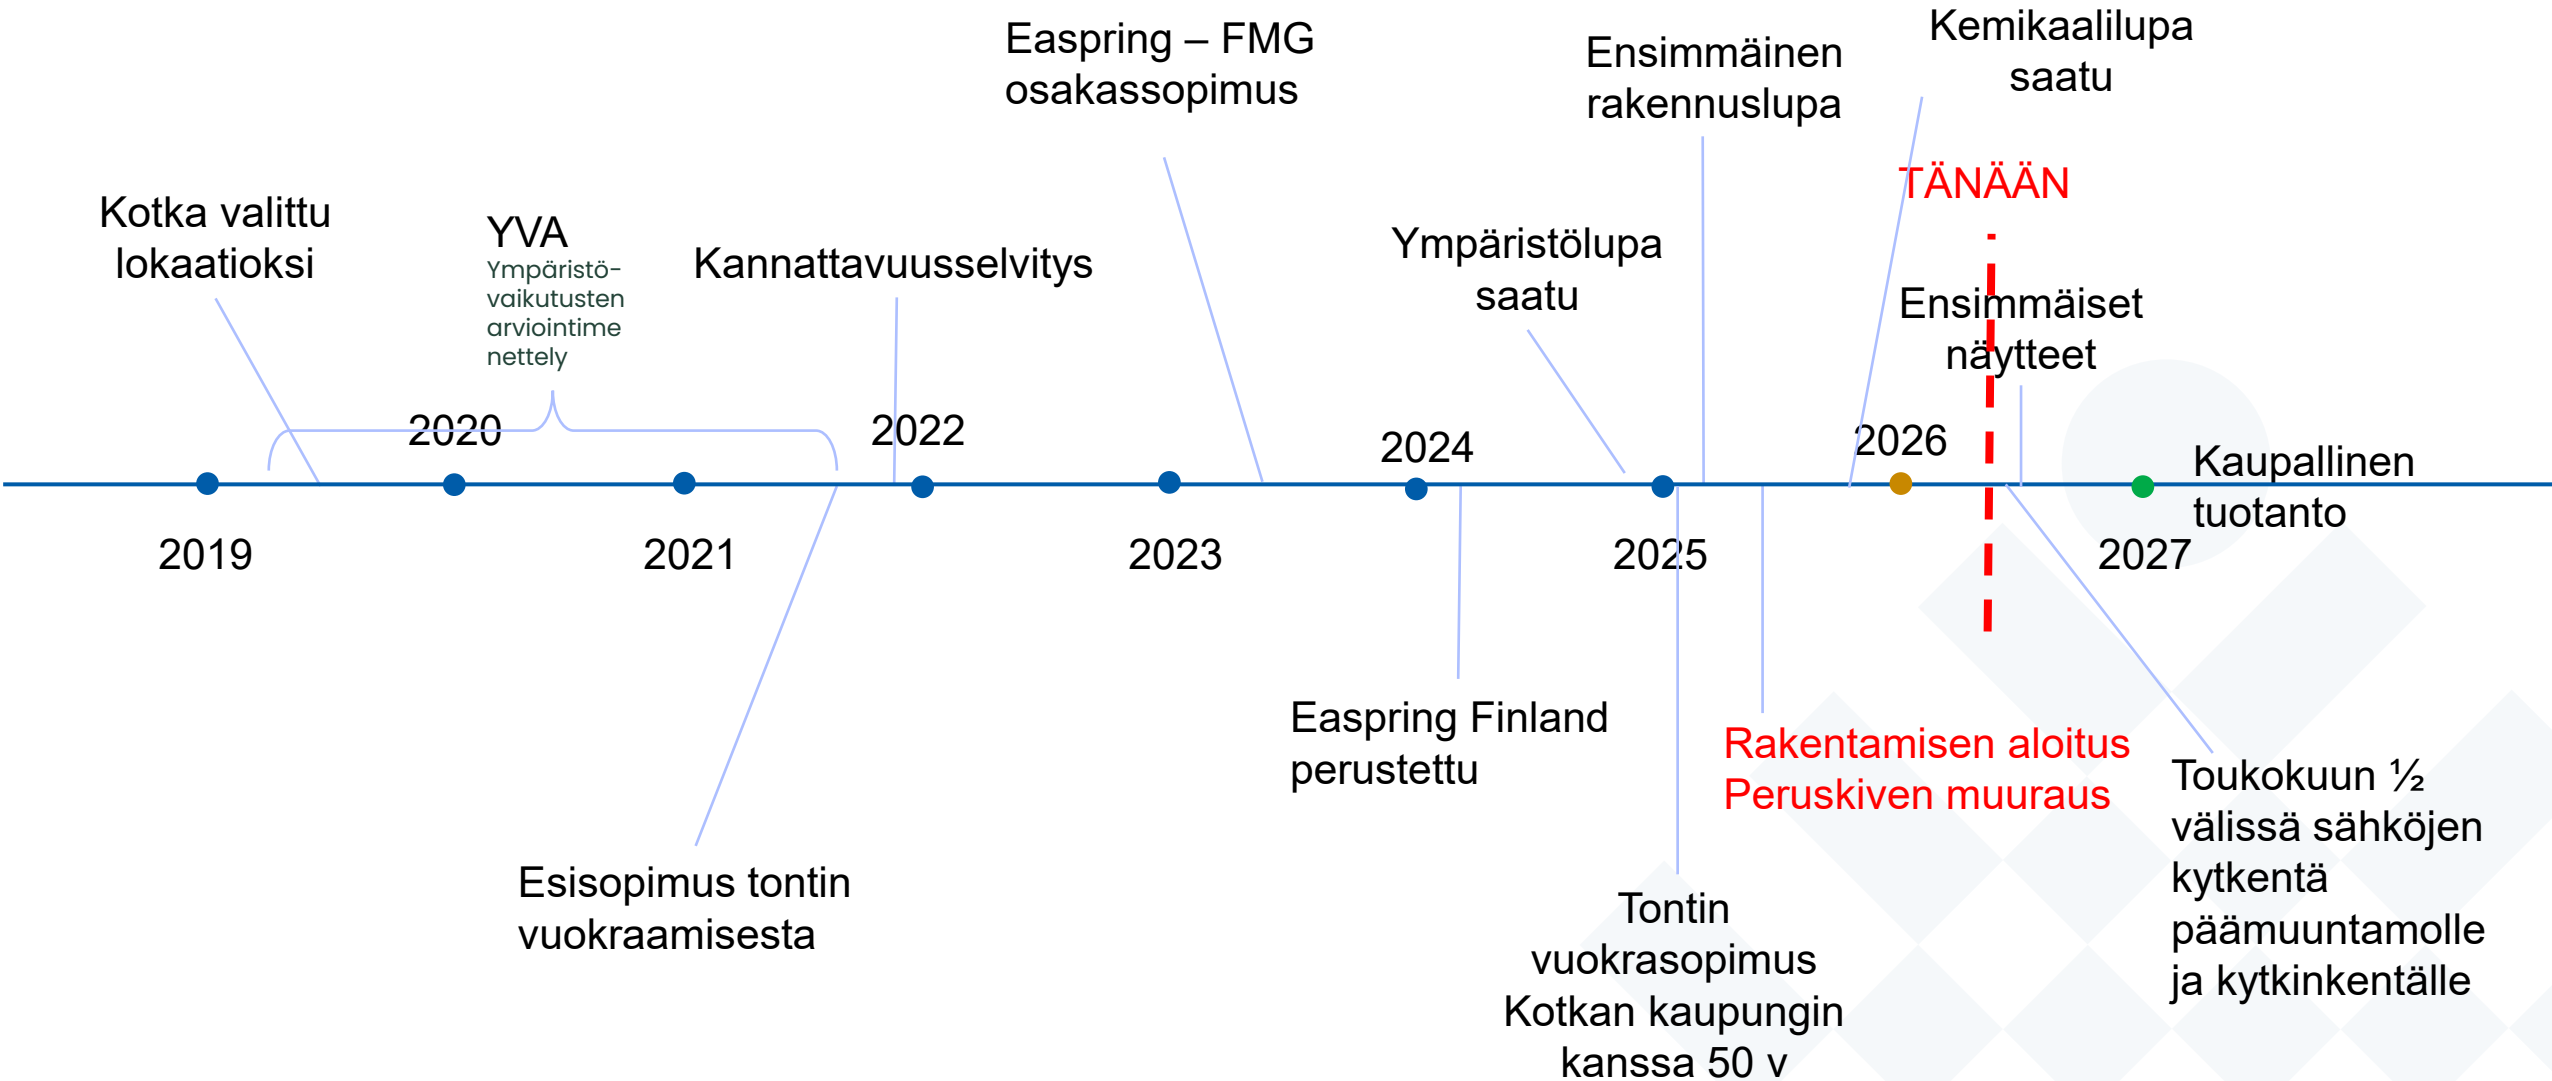 Easpring – FMG
osakassopimus
Ensimmäinen
rakennuslupa
Kemikaalilupa
saatu
TÄNÄÄN
Kotka valittu
lokaatioksi
YVA
Ympäristö-
vaikutusten
arviointime
nettely
Kannattavuusselvitys
Ympäristölupa
saatu
Ensimmäiset
näytteet
2020
2022
2024
2026
Kaupallinen
tuotanto
2019
2021
2023
2025
2027
Easpring Finland
perustettu
Rakentamisen aloitus
Peruskiven muuraus
Toukokuun ½
välissä sähköjen
kytkentä
päämuuntamolle
ja kytkinkentälle
Esisopimus tontin
vuokraamisesta
Tontin
vuokrasopimus
Kotkan kaupungin
kanssa 50 v